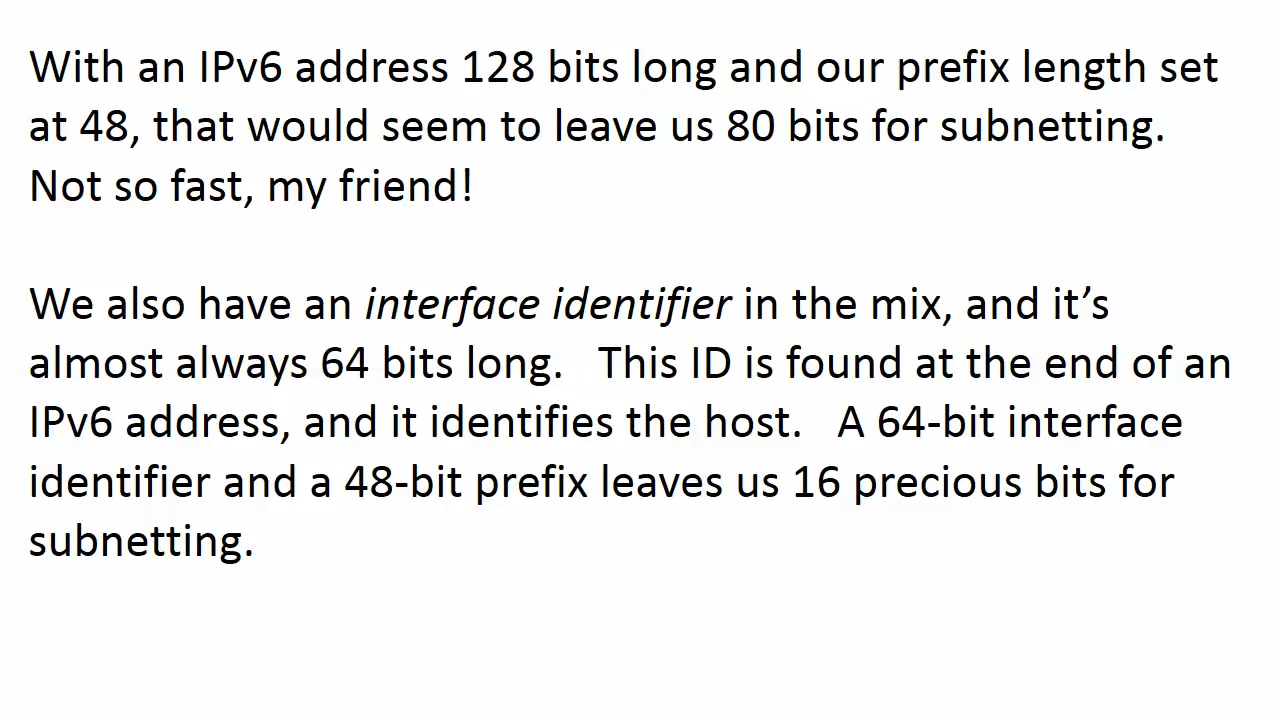 With an IPv6 address 128 bits long and our prefix length set
at 48, that would seem to leave us 80 bits for subnetting.
Not so fast, my friend!
We also have an interface identifier in the mix, and it’s
almost always 64 bits long.   This ID is found at the end of an
IPv6 address, and it identifies the host.   A 64-bit interface
identifier and a 48-bit prefix leaves us 16 precious bits for
subnetting.